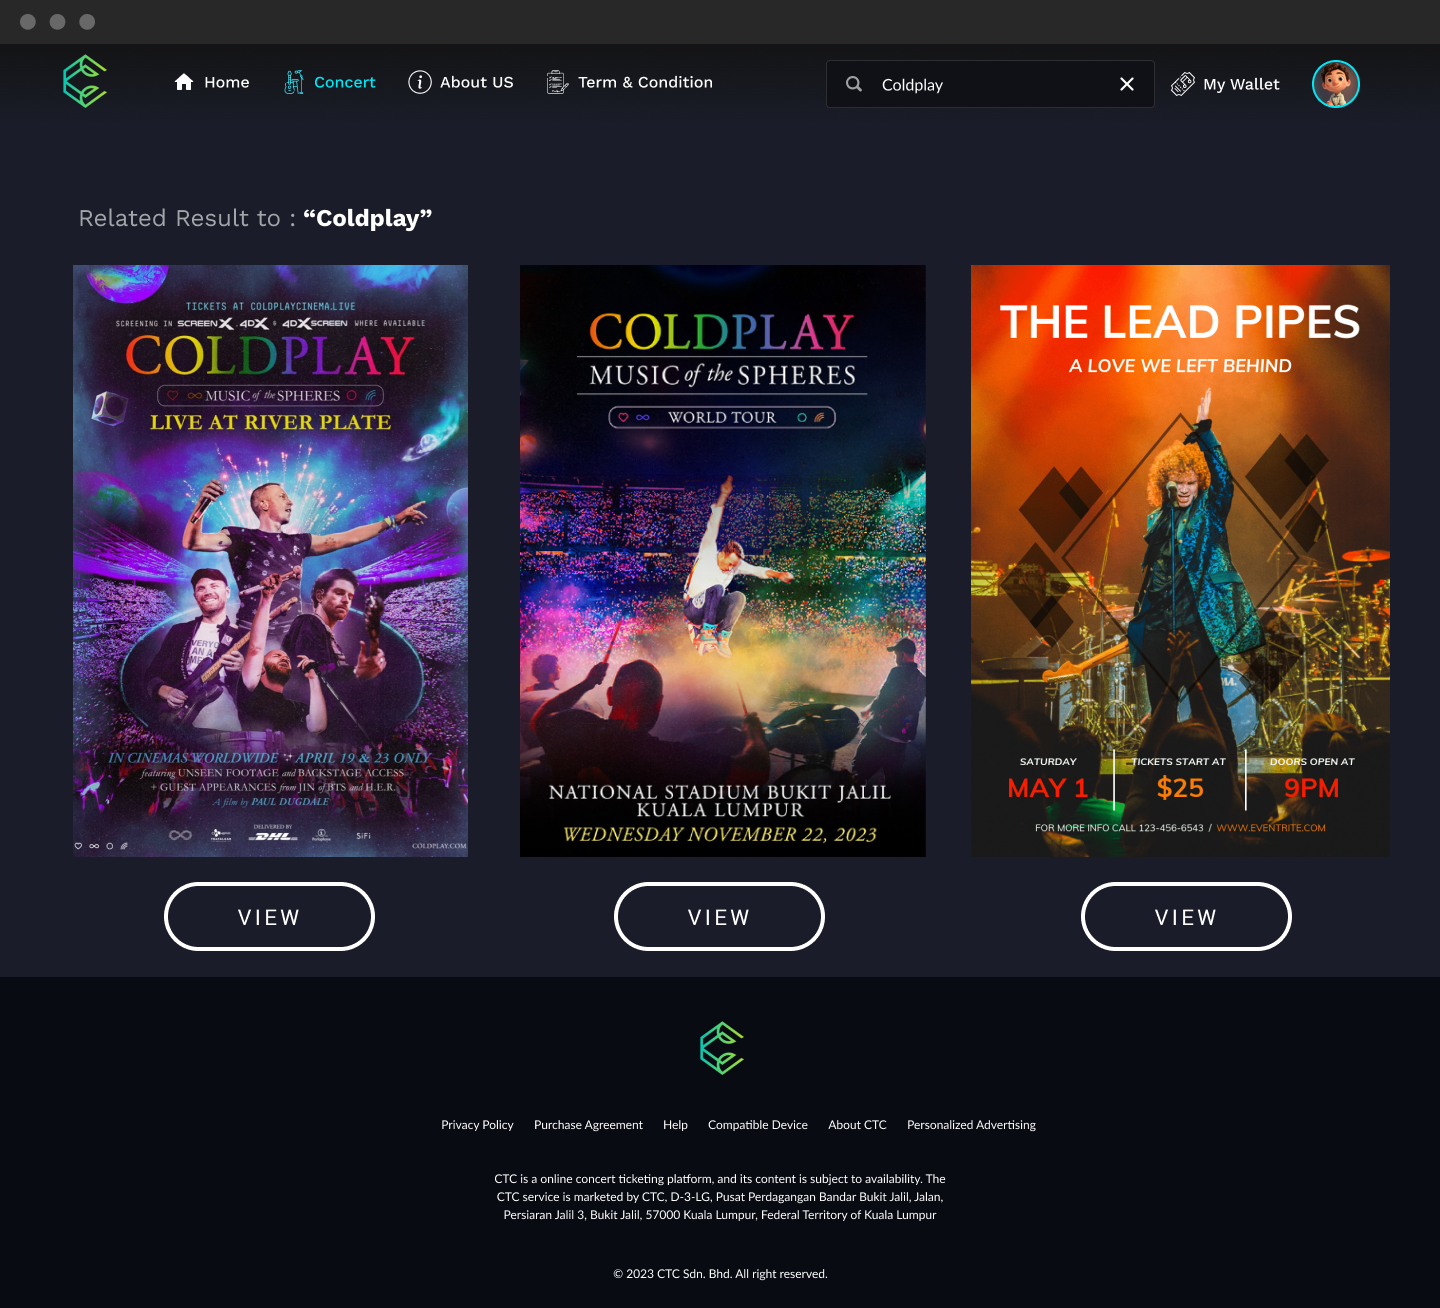 Home
Concert
About US
Term & Condition
Coldplay
My Wallet
Related Result to : “Coldplay”
TICKETS AT COLDPLAYCINEMA.LIVE
SCREENING IN SCREENX, 4DX & 4DXSCREEN WHERE AVAILABLE
COLDPLAY
MUSIC of the SPHERES
LIVE AT RIVER PLATE
IN CINEMAS WORLDWIDE APRIL 19 & 23 ONLY
featuring UNSEEN FOOTAGE and BACKSTAGE ACCESS
+ GUEST APPEARANCES from JIN of BTS and H.E.R.
A film by PAUL DUGDALE
DELIVERED BY
DHL
COLDPLAY.COM
VIEW
COLDPLAY
MUSIC of the SPHERES
WORLD TOUR
NATIONAL STADIUM BUKIT JALIL
KUALA LUMPUR
WEDNESDAY NOVEMBER 22, 2023
VIEW
THE LEAD PIPES
A LOVE WE LEFT BEHIND
SATURDAY
MAY 1
TICKETS START AT
$25
DOORS OPEN AT
9PM
FOR MORE INFO CALL 123-456-6543 / WWW.EVENTRITE.COM
VIEW
Privacy Policy
Purchase Agreement
Help
Compatible Device
About CTC
Personalized Advertising
CTC is a online concert ticketing platform, and its content is subject to availability. The
CTC service is marketed by CTC, D-3-LG, Pusat Perdagangan Bandar Bukit Jalil, Jalan,
Persiaran Jalil 3, Bukit Jalil, 57000 Kuala Lumpur, Federal Territory of Kuala Lumpur
© 2023 CTC Sdn. Bhd. All right reserved.